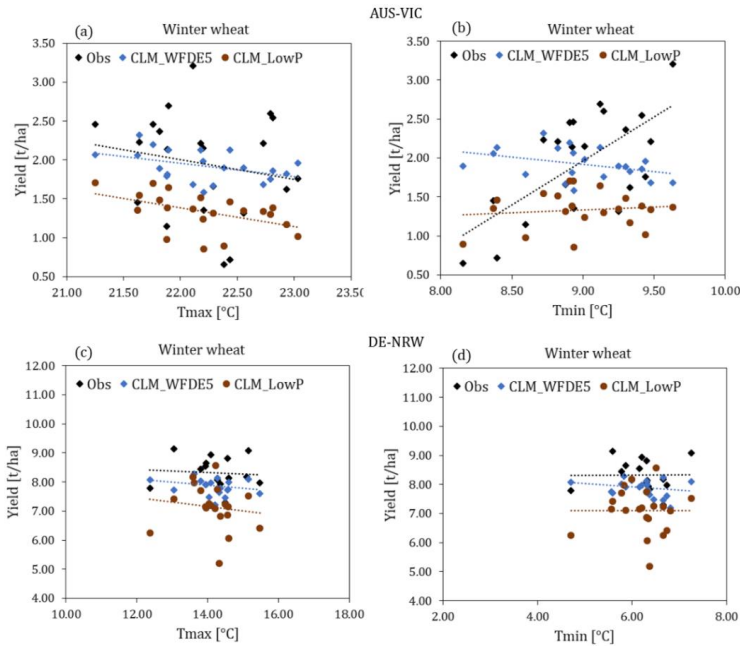 AUS-VIC
(a) Winter wheat
Obs CLM_WFDE5 CLM_LowP
Yield [t/ha]
3.50
3.00
2.50
2.00
1.50
1.00
0.50
21.00 21.50 22.00 22.50 23.00 23.50
Tmax [°C]
(b) Winter wheat
Obs CLM_WFDE5 CLM_LowP
Yield [t/ha]
3.50
3.00
2.50
2.00
1.50
1.00
0.50
8.00 8.50 9.00 9.50 10.00
Tmin [°C]
DE-NRW
(c) Winter wheat
Obs CLM_WFDE5 CLM_LowP
Yield [t/ha]
12.00
11.00
10.00
9.00
8.00
7.00
6.00
5.00
4.00
10.00 12.00 14.00 16.00 18.00
Tmax [°C]
(d) Winter wheat
Obs CLM_WFDE5 CLM_LowP
Yield [t/ha]
12.00
11.00
10.00
9.00
8.00
7.00
6.00
5.00
4.00
2.00 4.00 6.00 8.00
Tmin [°C]